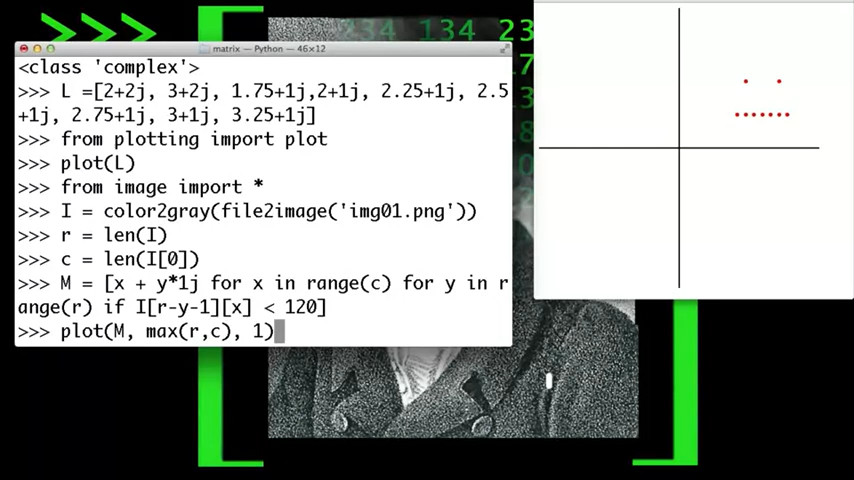 >>>
234 134 23
matrix — Python — 46×12
<class 'complex'>
>>> L =[2+2j, 3+2j, 1.75+1j,2+1j, 2.25+1j, 2.5
+1j, 2.75+1j, 3+1j, 3.25+1j]
>>> from plotting import plot
>>> plot(L)
>>> from image import *
>>> I = color2gray(file2image('img01.png'))
>>> r = len(I)
>>> c = len(I[0])
>>> M = [x + y*1j for x in range(c) for y in r
ange(r) if I[r-y-1][x] < 120]
>>> plot(M, max(r,c), 1)